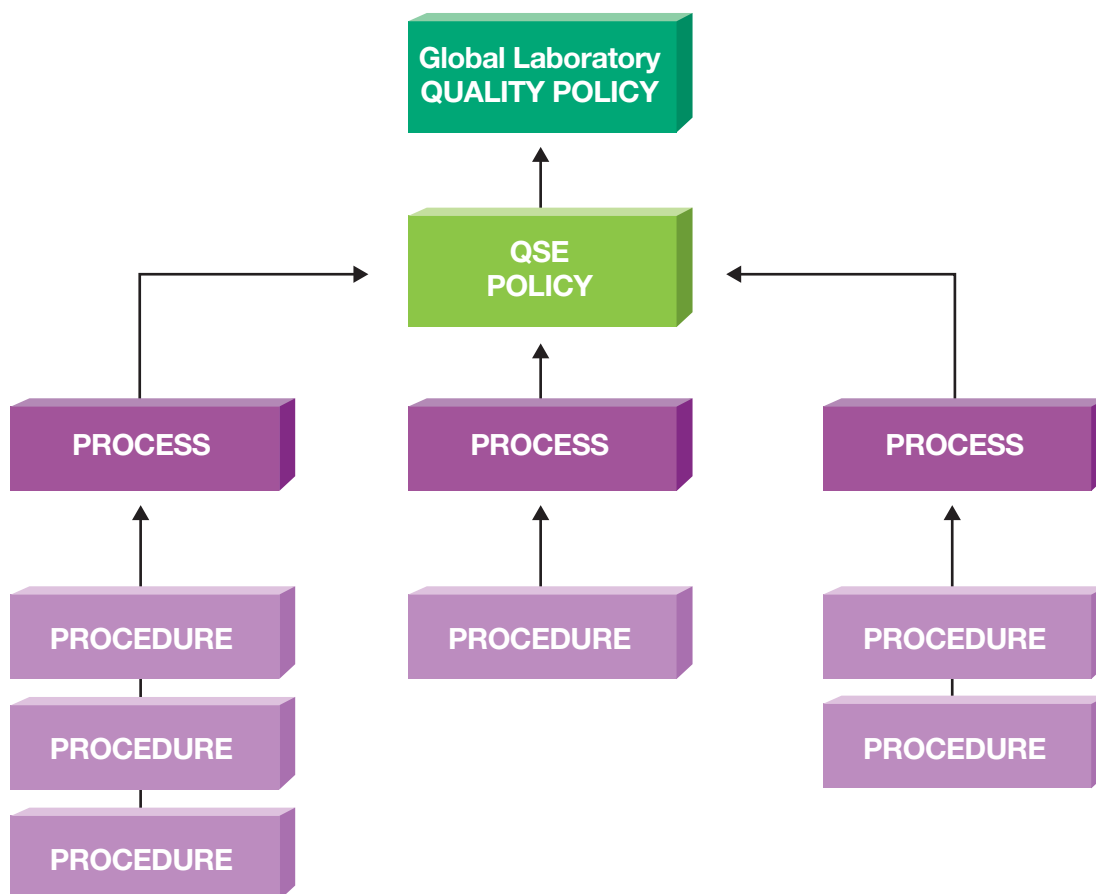 Global Laboratory
QUALITY POLICY
QSE
POLICY
PROCESS
PROCESS
PROCESS
PROCEDURE
PROCEDURE
PROCEDURE
PROCEDURE
PROCEDURE
PROCEDURE